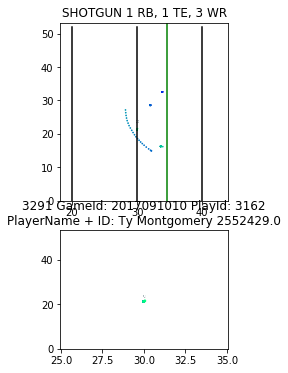 SHOTGUN 1 RB, 1 TE, 3 WR
50
40
30
20
10
0
20 30 40
3291 GameId: 2017091010 PlayId: 3162
PlayerName + ID: Ty Montgomery 2552429.0
40
20
0
25.0 27.5 30.0 32.5 35.0